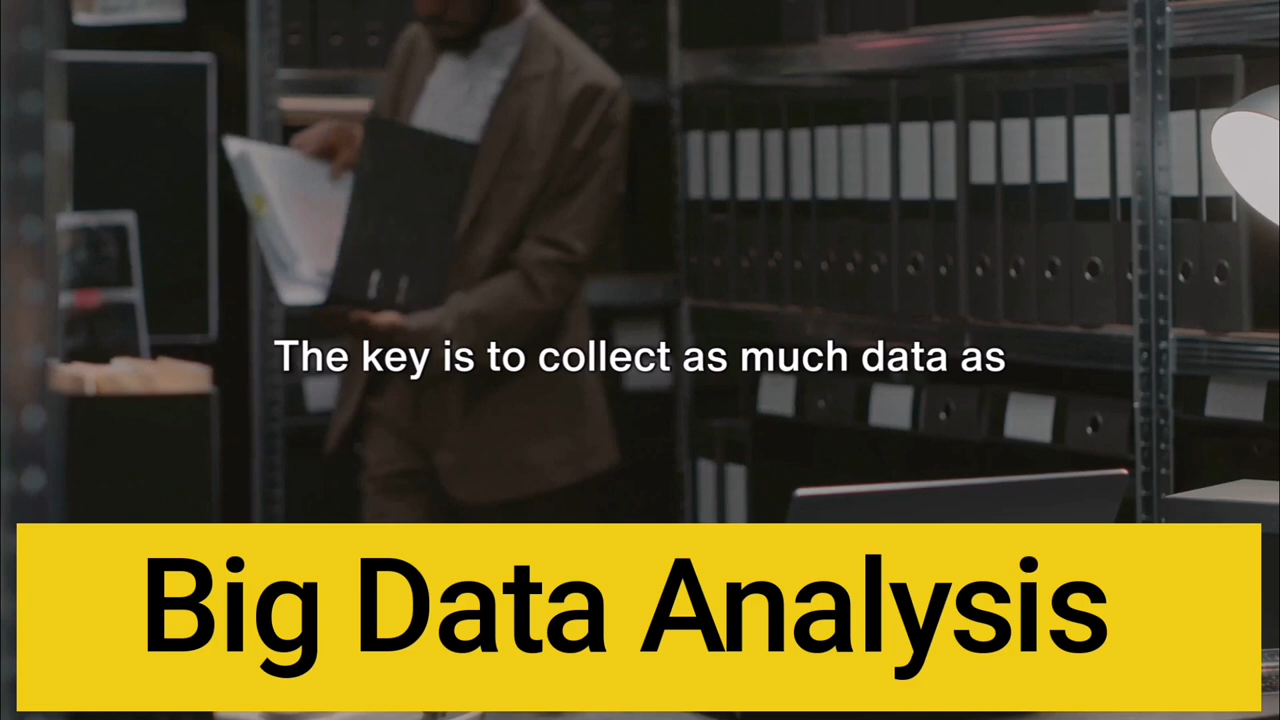 The key is to collect as much data as
Big Data Analysis